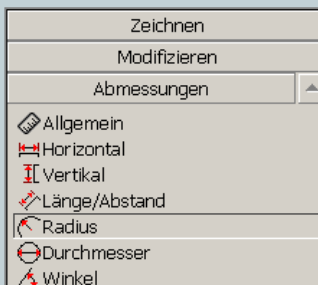 Zeichnen
Modifizieren
Abmessungen
Allgemein
Horizontal
Vertikal
Länge/Abstand
Radius
Durchmesser
Winkel